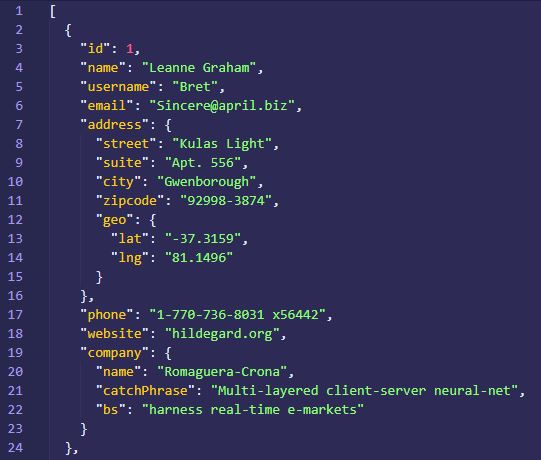 1 [
2   {
3     "id": 1,
4     "name": "Leanne Graham",
5     "username": "Bret",
6     "email": "Sincere@april.biz",
7     "address": {
8       "street": "Kulas Light",
9       "suite": "Apt. 556",
10       "city": "Gwenborough",
11       "zipcode": "92998-3874",
12       "geo": {
13         "lat": "-37.3159",
14         "lng": "81.1496"
15       }
16     },
17     "phone": "1-770-736-8031 x56442",
18     "website": "hildegard.org",
19     "company": {
20       "name": "Romaguera-Crona",
21       "catchPhrase": "Multi-layered client-server neural-net",
22       "bs": "harness real-time e-markets"
23     }
24   },